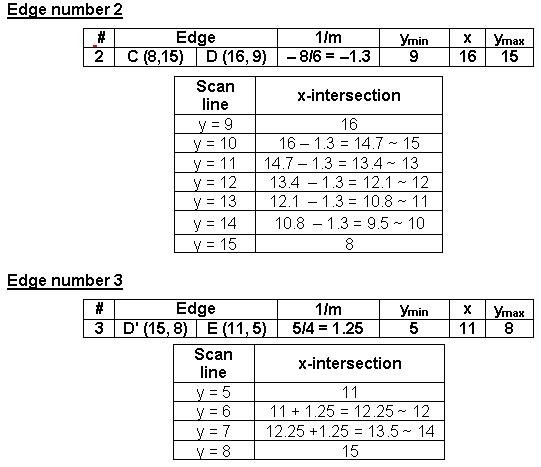 Edge number 2
# Edge 1/m ymin x ymax
2 C (8,15) D (16, 9) – 8/6 = –1.3 9 16 15
Scan line x-intersection
y = 9 16
y = 10 16 – 1.3 = 14.7 ~ 15
y = 11 14.7 – 1.3 = 13.4 ~ 13
y = 12 13.4 – 1.3 = 12.1 ~ 12
y = 13 12.1 – 1.3 = 10.8 ~ 11
y = 14 10.8 – 1.3 = 9.5 ~ 10
y = 15 8
Edge number 3
# Edge 1/m ymin x ymax
3 D' (15, 8) E (11, 5) 5/4 = 1.25 5 11 8
Scan line x-intersection
y = 5 11
y = 6 11 + 1.25 = 12.25 ~ 12
y = 7 12.25 +1.25 = 13.5 ~ 14
y = 8 15